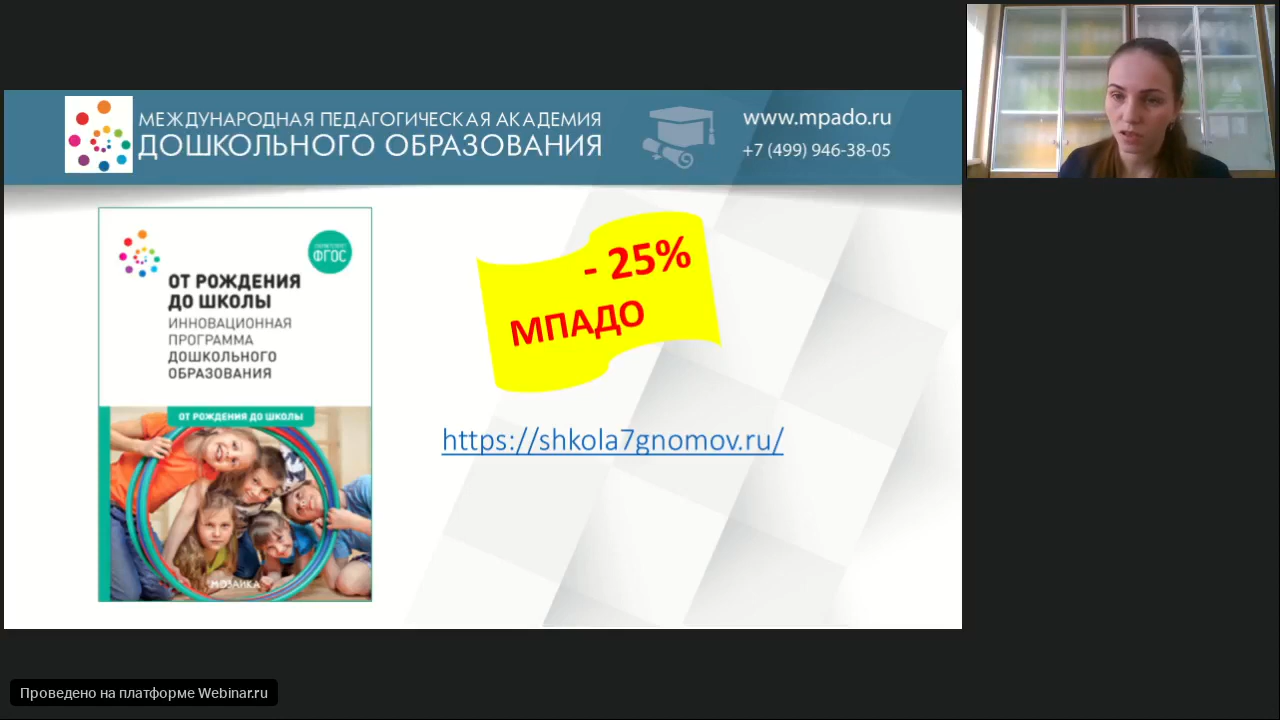 МЕЖДУНАРОДНАЯ ПЕДАГОГИЧЕСКАЯ АКАДЕМИЯ
ДОШКОЛЬНОГО ОБРАЗОВАНИЯ
www.mpado.ru
+7 (499) 946-38-05
ФГОС
ОТ РОЖДЕНИЯ
ДО ШКОЛЫ
ИННОВАЦИОННАЯ
ПРОГРАММА
ДОШКОЛЬНОГО
ОБРАЗОВАНИЯ
ОТ РОЖДЕНИЯ ДО ШКОЛЫ
МОЗАИКА
- 25%
МПАДО
https://shkola7gnomov.ru/
Проведено на платформе Webinar.ru